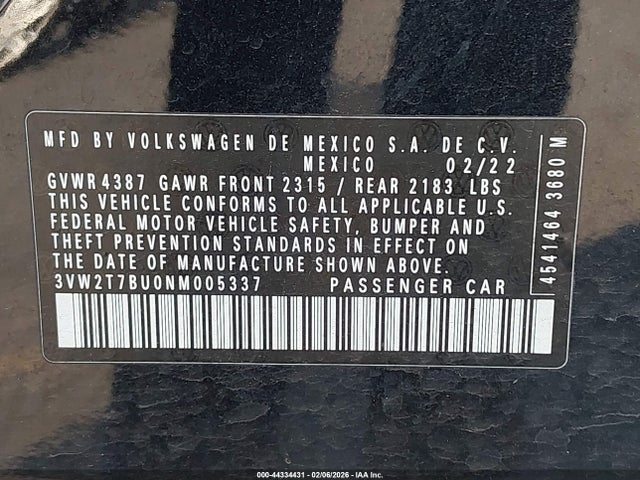 MFD BY VOLKSWAGEN DE MEXICO S.A. DE C.V.
MEXICO 02/22
GVWR 4387 GAWR FRONT 2315 / REAR 2183 LBS
THIS VEHICLE CONFORMS TO ALL APPLICABLE U.S.
FEDERAL MOTOR VEHICLE SAFETY, BUMPER AND
THEFT PREVENTION STANDARDS IN EFFECT ON
THE DATE OF MANUFACTURE SHOWN ABOVE.
3VW2T7BU0NM005337 PASSENGER CAR
4541464 3680 M
000-44334431 - 02/06/2026 - IAA Inc.